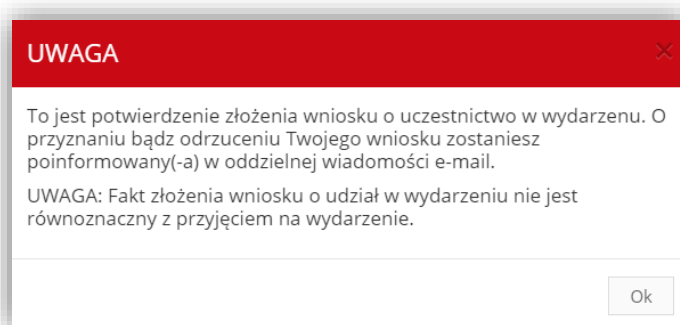 UWAGA
To jest potwierdzenie złożenia wniosku o uczestnictwo w wydarzenu. O
przyznaniu bądz odrzuceniu Twojego wniosku zostaniesz
poinformowany(-a) w oddzielnej wiadomości e-mail.
UWAGA: Fakt złożenia wniosku o udział w wydarzeniu nie jest
równoznaczny z przyjęciem na wydarzenie.
Ok